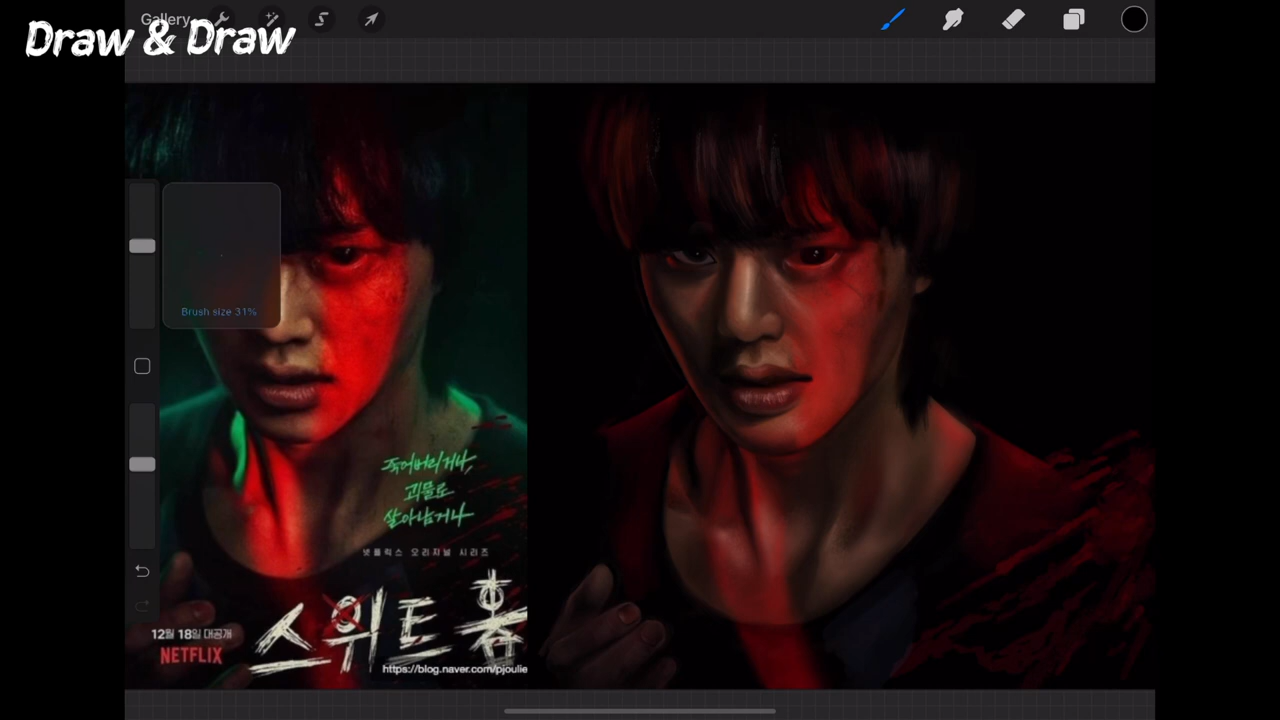 Gallery
Draw & Draw
Brush size 31%
죽어버리거나,
괴물로
살아남거나
넷플릭스 오리지널 시리즈
스위트홈
12월 18일 대공개
NETFLIX
https://blog.naver.com/pjoulie